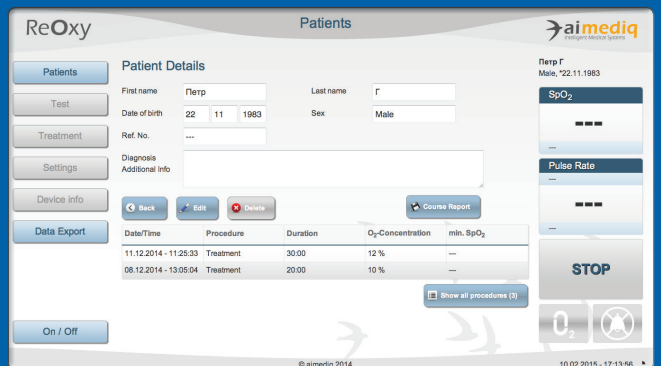 ReOxy
Patients
aimediq
Intelligent Medical Systems
Patients
Test
Treatment
Settings
Device info
Data Export
On / Off
Patient Details
First name Петр Last name Г
Date of birth 22 11 1983 Sex Male
Ref. No. ---
Diagnosis
Additional Info
Back Edit Delete Course Report
Date/Time Procedure Duration O₂-Concentration min. SpO₂
11.12.2014 - 11:25:33 Treatment 30:00 12 % ---
08.12.2014 - 13:05:04 Treatment 20:00 10 % ---
Show all procedures (3)
© aimediq 2014
Петр Г
Male, *22.11.1983
SpO₂
---
---
Pulse Rate
---
---
---
STOP
O₂
10.02.2015 - 17:13:56